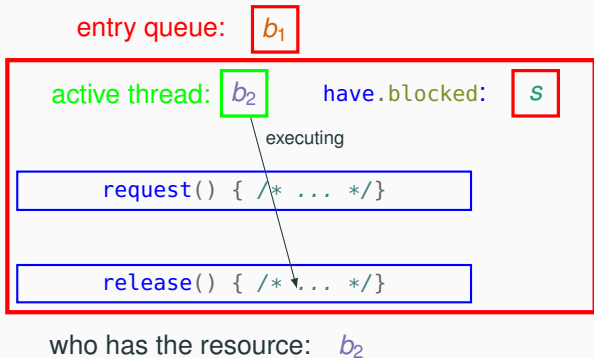 entry queue: b1
active thread: b2 have.blocked: s
executing
request() { /* ... */}
release() { /* ... */}
who has the resource: b2